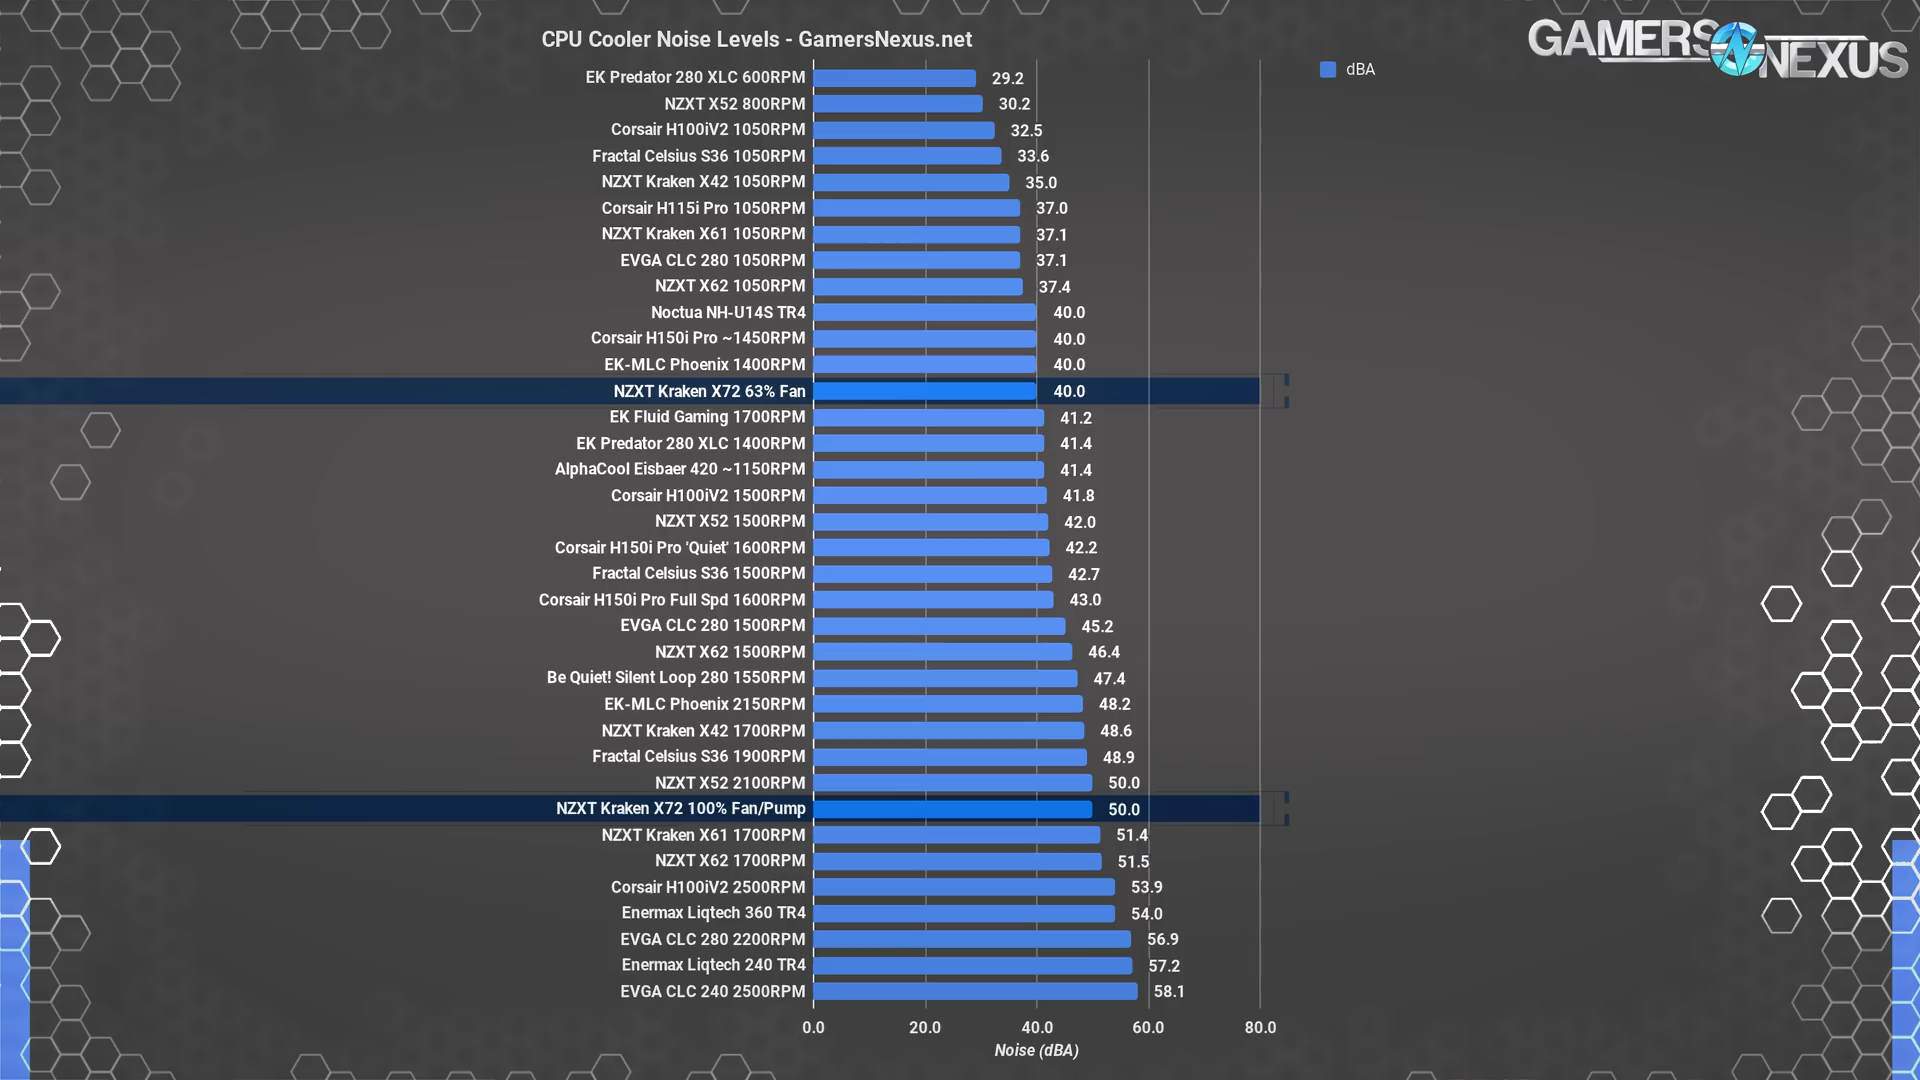 GAMERS NEXUS
CPU Cooler Noise Levels - GamersNexus.net
dBA
EK Predator 280 XLC 600RPM 29.2
NZXT X52 800RPM 30.2
Corsair H100iV2 1050RPM 32.5
Fractal Celsius S36 1050RPM 33.6
NZXT Kraken X42 1050RPM 35.0
Corsair H115i Pro 1050RPM 37.0
NZXT Kraken X61 1050RPM 37.1
EVGA CLC 280 1050RPM 37.1
NZXT X62 1050RPM 37.4
Noctua NH-U14S TR4 40.0
Corsair H150i Pro ~1450RPM 40.0
EK-MLC Phoenix 1400RPM 40.0
NZXT Kraken X72 63% Fan 40.0
EK Fluid Gaming 1700RPM 41.2
EK Predator 280 XLC 1400RPM 41.4
AlphaCool Eisbaer 420 ~1150RPM 41.4
Corsair H100iV2 1500RPM 41.8
NZXT X52 1500RPM 42.0
Corsair H150i Pro 'Quiet' 1600RPM 42.2
Fractal Celsius S36 1500RPM 42.7
Corsair H150i Pro Full Spd 1600RPM 43.0
EVGA CLC 280 1500RPM 45.2
NZXT X62 1500RPM 46.4
Be Quiet! Silent Loop 280 1550RPM 47.4
EK-MLC Phoenix 2150RPM 48.2
NZXT Kraken X42 1700RPM 48.6
Fractal Celsius S36 1900RPM 48.9
NZXT X52 2100RPM 50.0
NZXT Kraken X72 100% Fan/Pump 50.0
NZXT Kraken X61 1700RPM 51.4
NZXT X62 1700RPM 51.5
Corsair H100iV2 2500RPM 53.9
Enermax Liqtech 360 TR4 54.0
EVGA CLC 280 2200RPM 56.9
Enermax Liqtech 240 TR4 57.2
EVGA CLC 240 2500RPM 58.1
0.0 20.0 40.0 60.0 80.0
Noise (dBA)